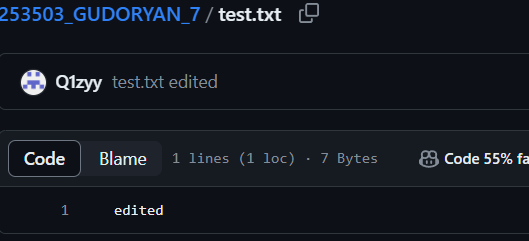 253503_GUDORYAN_7 / test.txt
Q1zyy test.txt edited
Code Blame 1 lines (1 loc) · 7 Bytes Code 55% fa
1 edited